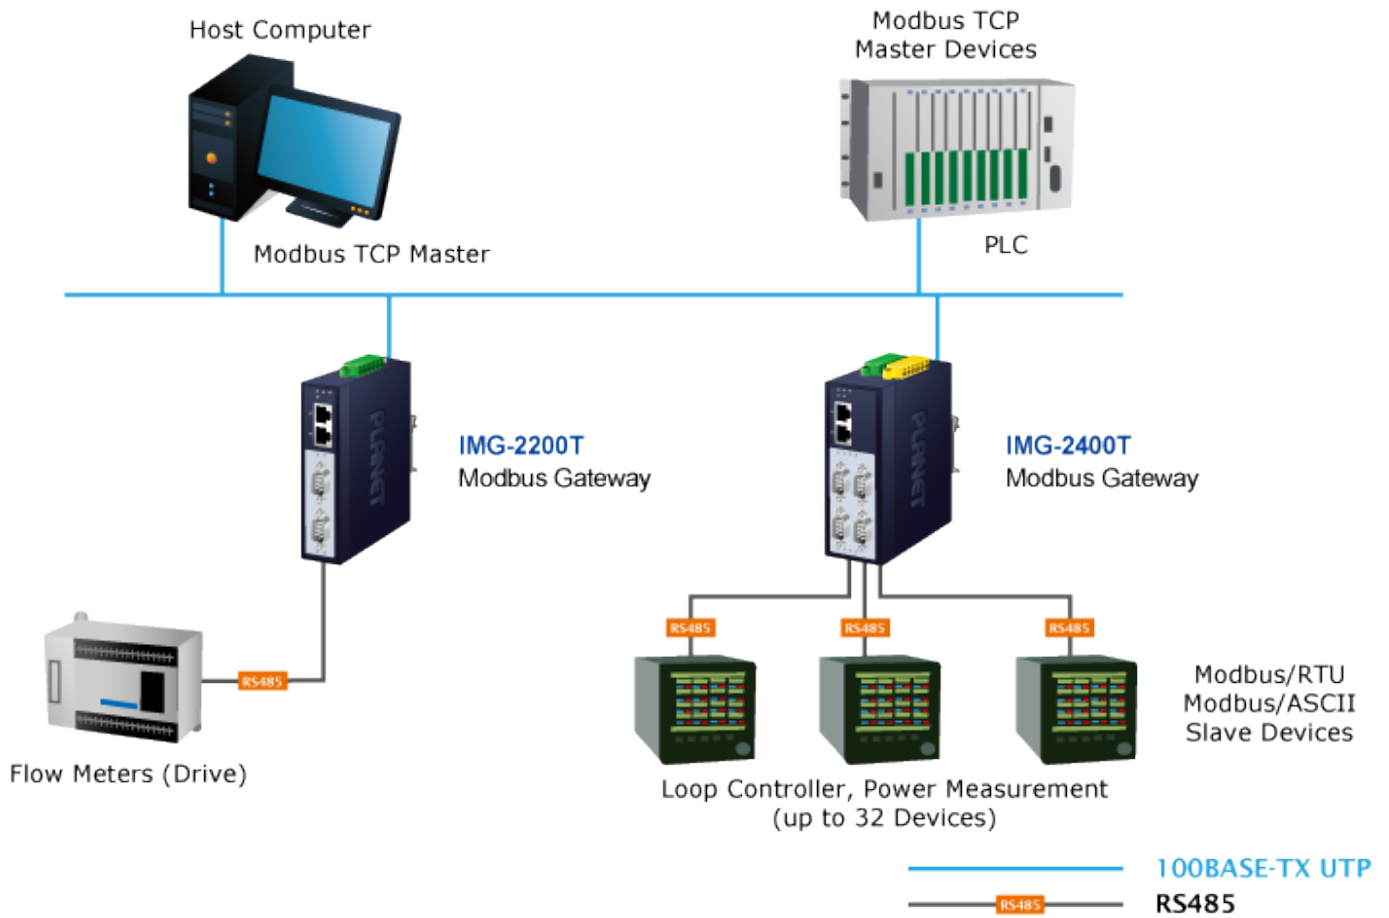 Host Computer
Modbus TCP
Master Devices
Modbus TCP Master
PLC
PLANET
IMG-2200T
Modbus Gateway
PLANET
IMG-2400T
Modbus Gateway
RS485
RS485
RS485
RS485
Modbus/RTU
Modbus/ASCII
Slave Devices
Flow Meters (Drive)
Loop Controller, Power Measurement
(up to 32 Devices)
100BASE-TX UTP
RS485
RS485